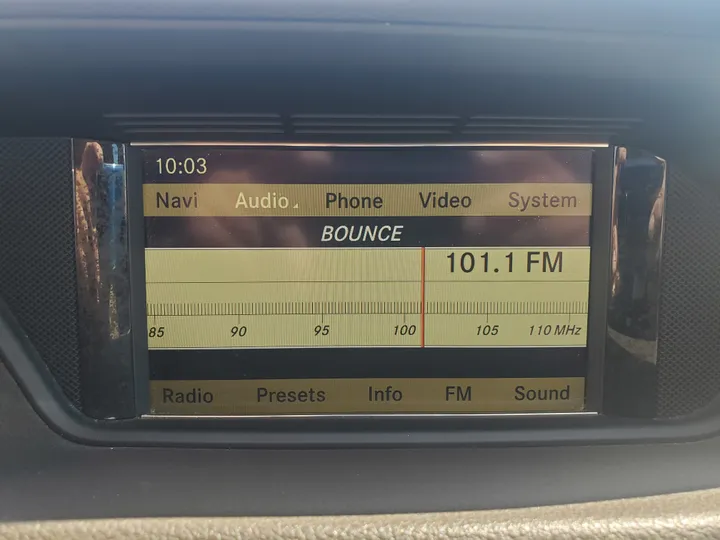 10:03
Navi Audio Phone Video System
BOUNCE
101.1 FM
85 90 95 100 105 110 MHz
Radio Presets Info FM Sound